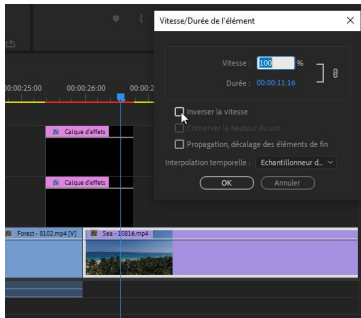 Vitesse/Durée de l'élément
Vitesse : 100 %
Durée : 00:00:11:16
Inverser la vitesse
Conserver la hauteur du son
Propagation, décalage des éléments de fin
Interpolation temporelle : Echantillonneur d...
OK Annuler
00:00:25:00 00:00:26:00 00:00:2
Calque d'effets
Calque d'effets
Forest - 8102.mp4 [V] Sea - 10816.mp4